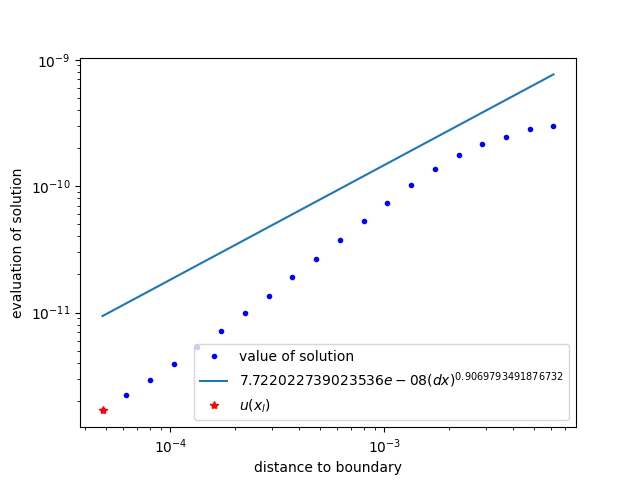 10⁻⁹
10⁻¹⁰
10⁻¹¹
evaluation of solution
value of solution
7.722022739023536e − 08(dx)^0.9069793491876732
u(x_l)
10⁻⁴
10⁻³
distance to boundary